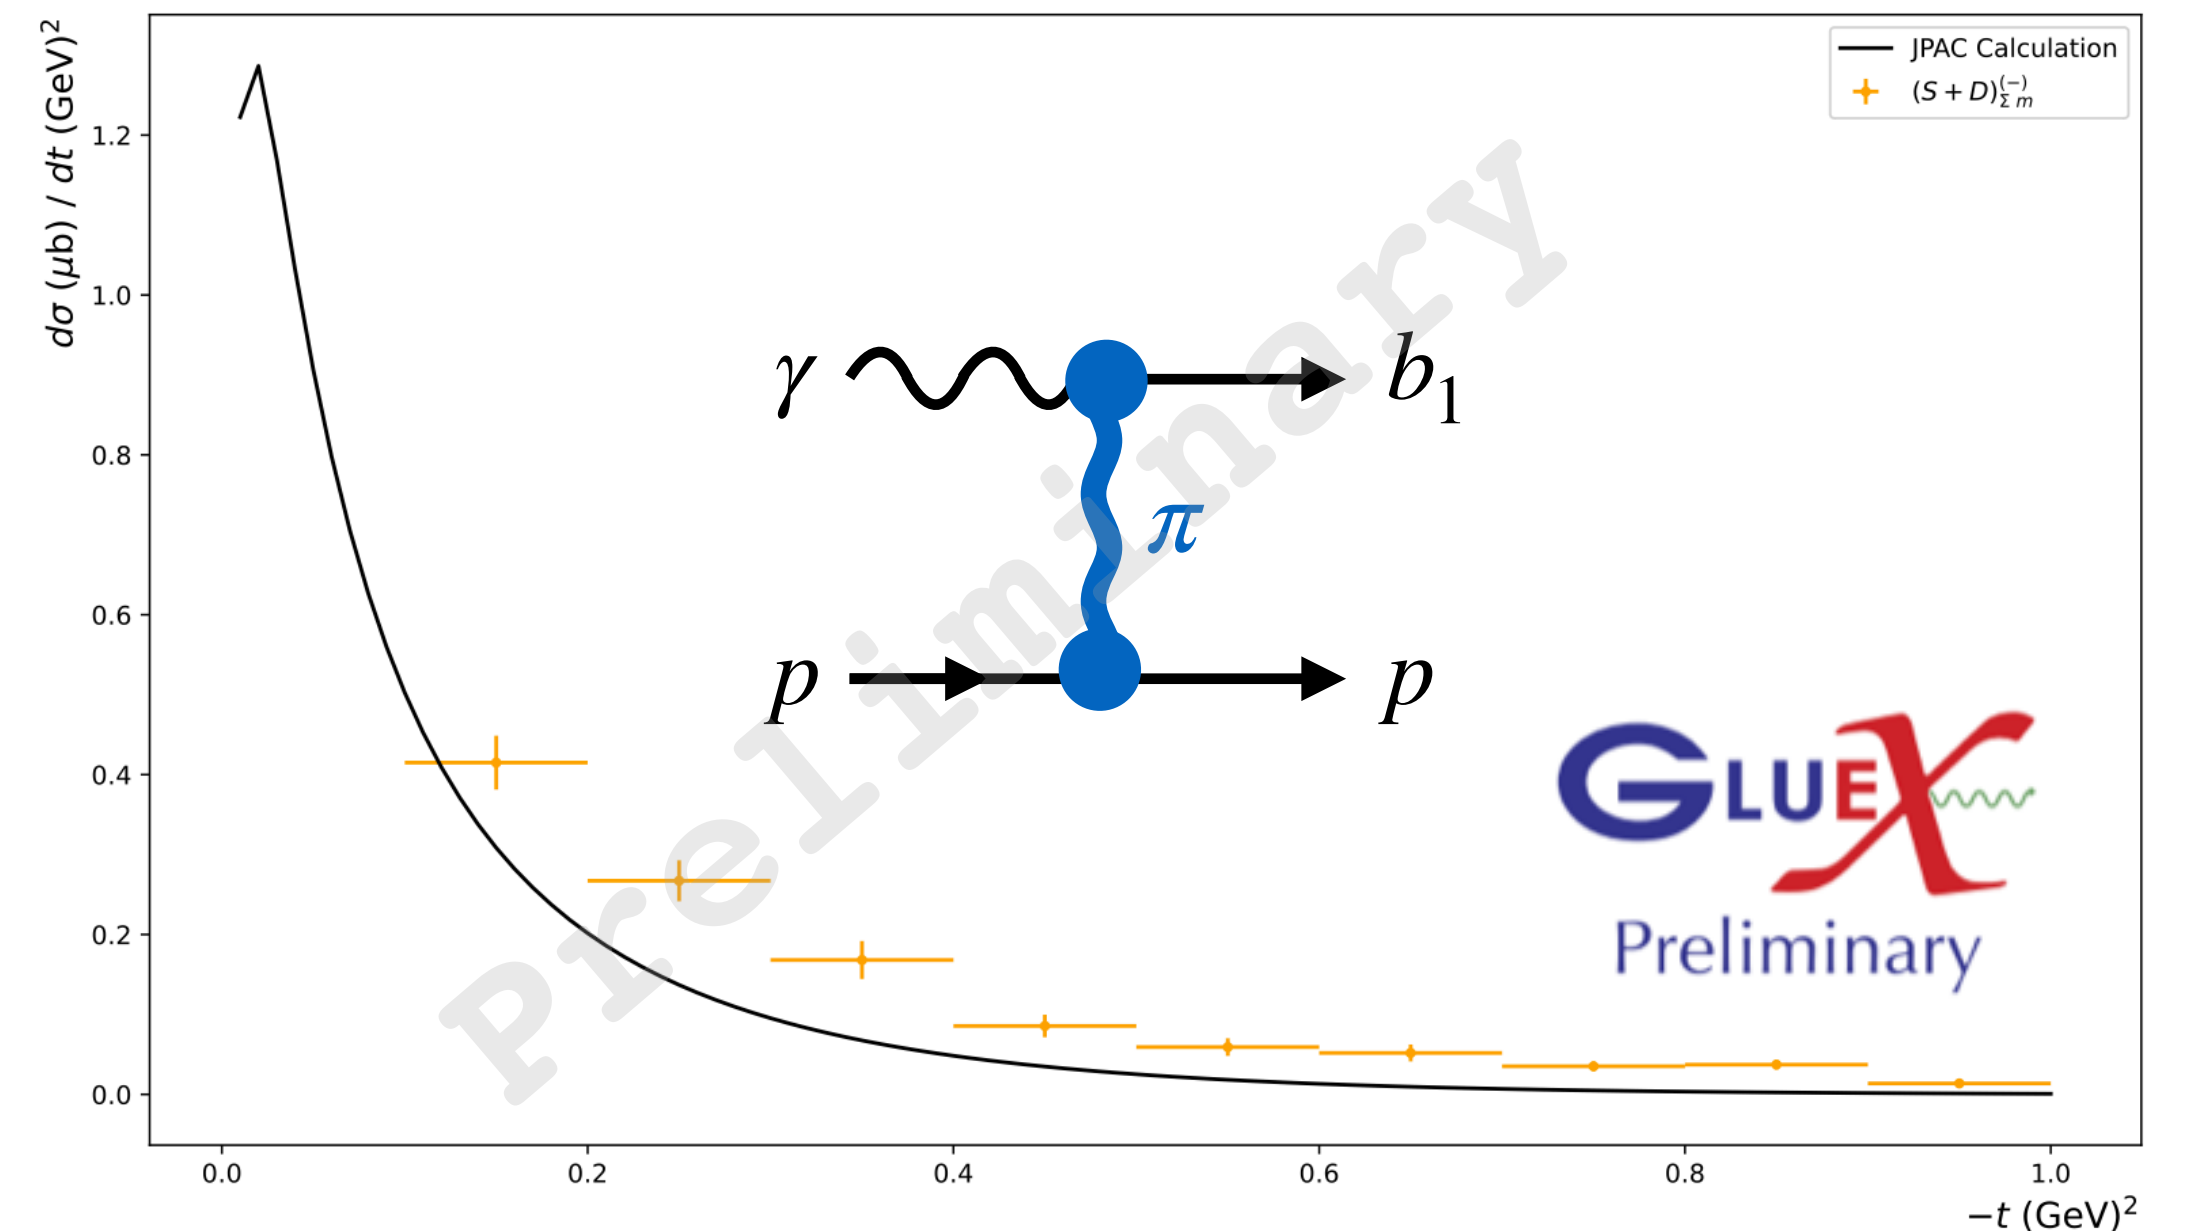 dσ (μb) / dt (GeV)²
1.2
1.0
0.8
0.6
0.4
0.2
0.0
JPAC Calculation
(S + D)^{(−)}_{Σ m}
γ
b₁
π
p
p
Preliminary
GLUEX
Preliminary
0.0 0.2 0.4 0.6 0.8 1.0
−t (GeV)²